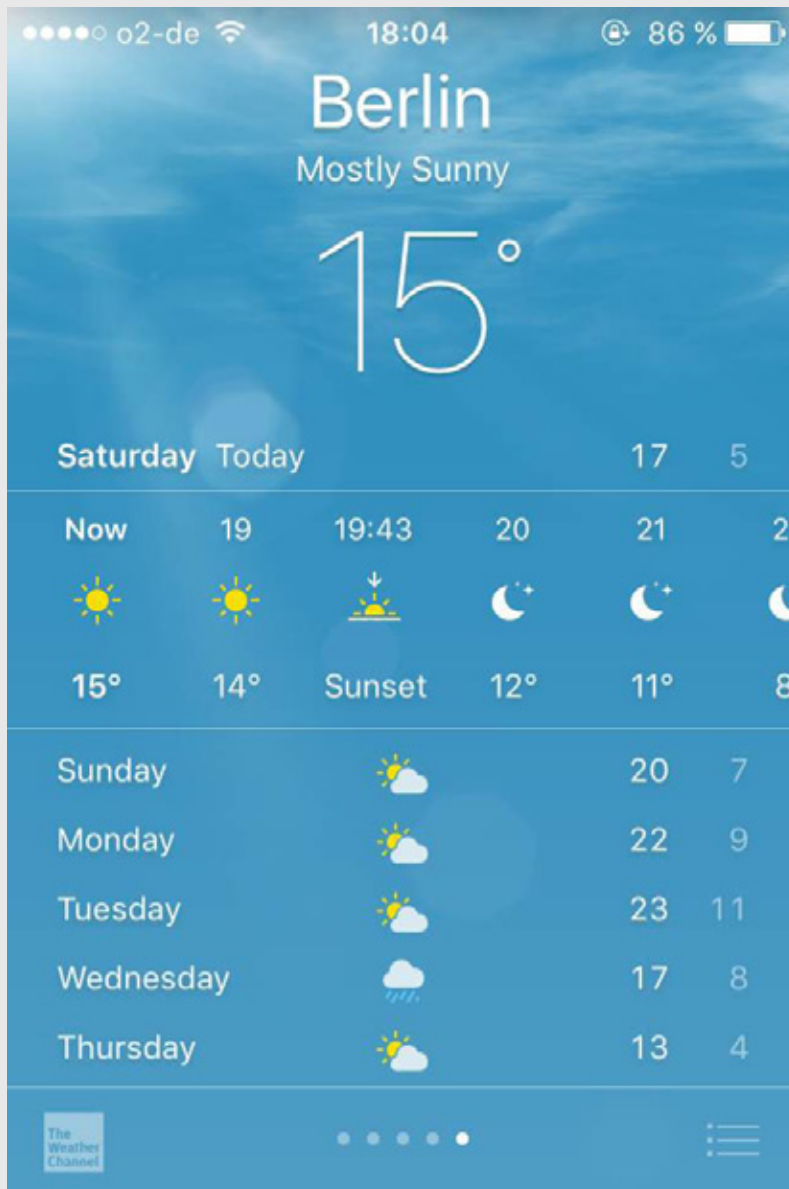 o2-de 18:04 86 %
Berlin
Mostly Sunny
15°
Saturday Today 17 5
Now 19 19:43 20 21
15° 14° Sunset 12° 11° 8
Sunday 20 7
Monday 22 9
Tuesday 23 11
Wednesday 17 8
Thursday 13 4
The
Weather
Channel